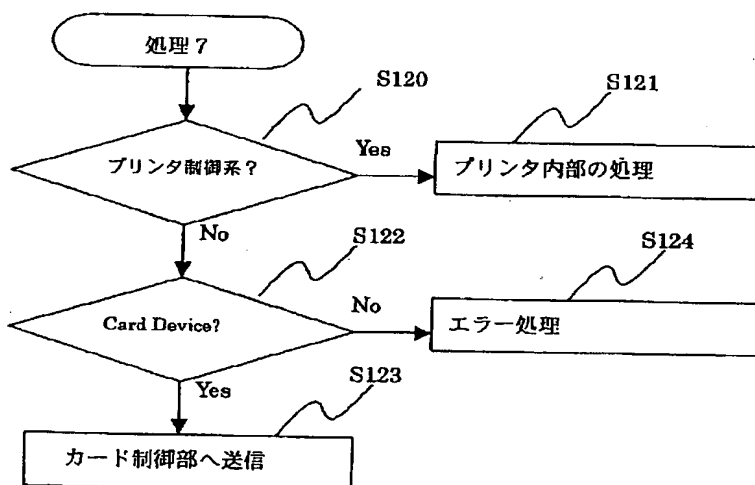 処理7
S120
S121
プリンタ制御系?
Yes
プリンタ内部の処理
No
S122
S124
Card Device?
No
エラー処理
Yes
S123
カード制御部へ送信